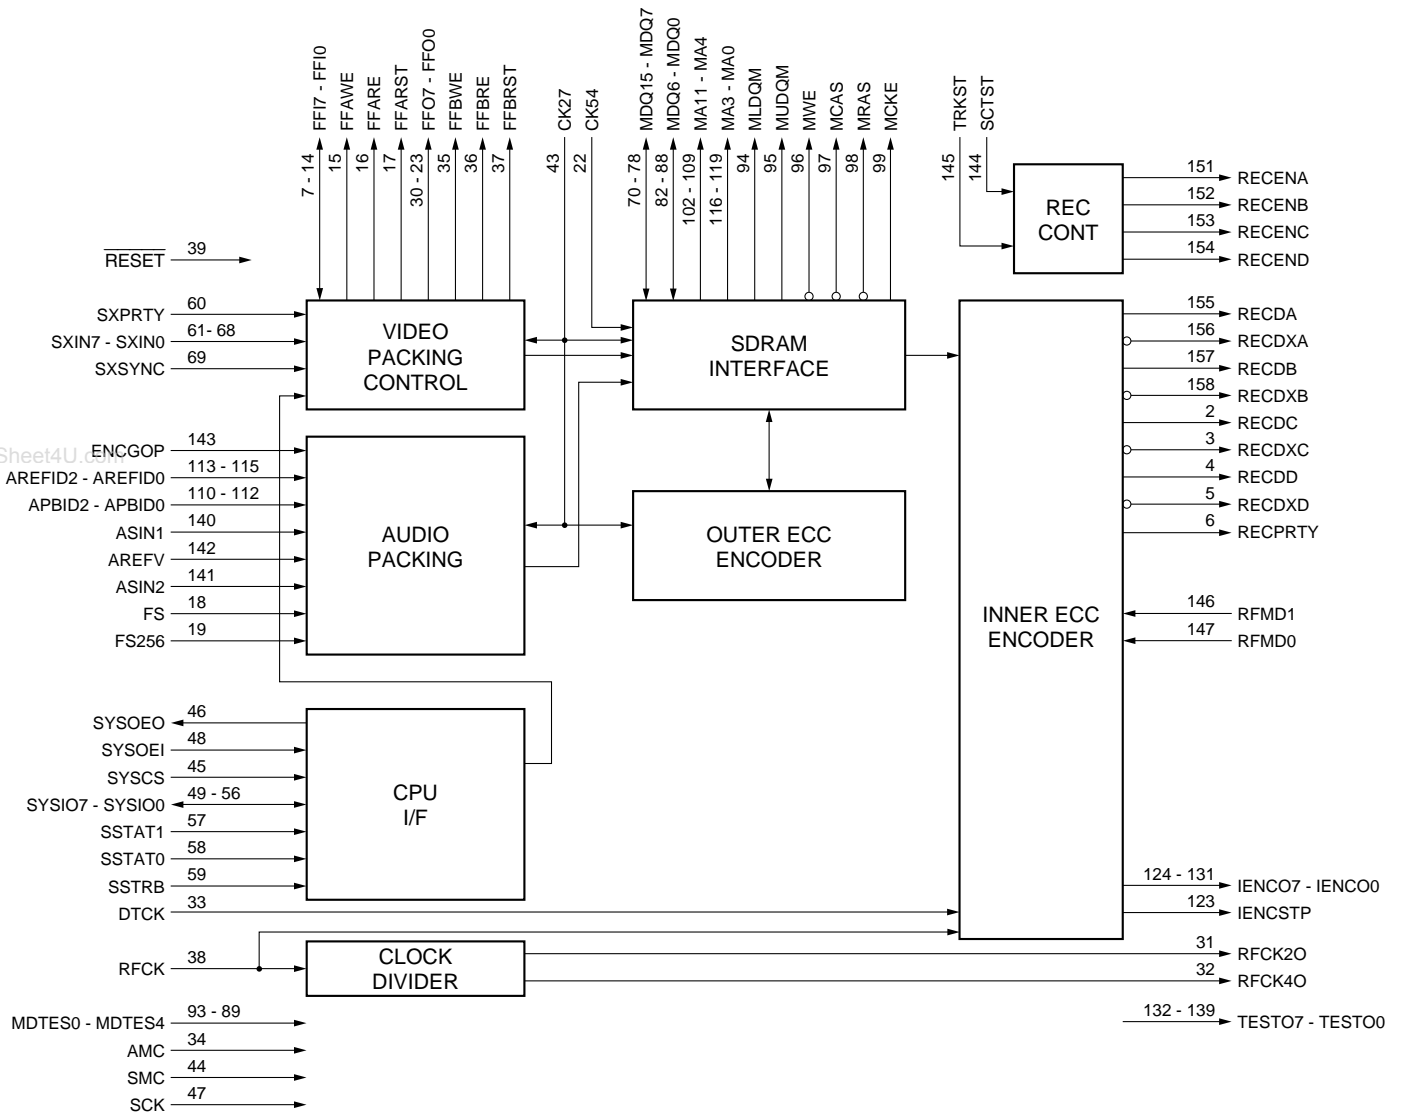 FFI7 - FFI0
7 - 14
FFAWE
15
FFARE
16
FFARST
17
FFO7 - FFO0
30 - 23
FFBWE
35
FFBRE
36
FFBRST
37
CK27
43
CK54
22
MDQ15 - MDQ7
70 - 78
MDQ6 - MDQ0
82 - 88
MA11 - MA4
102 - 109
MA3 - MA0
116 - 119
MLDQM
94
MUDQM
95
MWE
96
MCAS
97
MRAS
98
MCKE
99
TRKST
145
SCTST
144
REC
CONT
151
RECENA
152
RECENB
153
RECENC
154
RECEND
RESET
39
SXPRTY
60
SXIN7 - SXIN0
61- 68
SXSYNC
69
VIDEO
PACKING
CONTROL
SDRAM
INTERFACE
155
RECDA
156
RECDXA
157
RECDB
158
RECDXB
2
RECDC
3
RECDXC
4
RECDD
5
RECDXD
6
RECPRTY
Sheet4U.com
ENCGOP
143
AREFID2 - AREFID0
113 - 115
APBID2 - APBID0
110 - 112
ASIN1
140
AREFV
142
ASIN2
141
FS
18
FS256
19
AUDIO
PACKING
OUTER ECC
ENCODER
INNER ECC
ENCODER
146
RFMD1
147
RFMD0
SYSOEO
46
SYSOEI
48
SYSCS
45
SYSIO7 - SYSIO0
49 - 56
SSTAT1
57
SSTAT0
58
SSTRB
59
DTCK
33
CPU
I/F
124 - 131
IENCO7 - IENCO0
123
IENCSTP
RFCK
38
CLOCK
DIVIDER
31
RFCK2O
32
RFCK4O
MDTES0 - MDTES4
93 - 89
AMC
34
SMC
44
SCK
47
132 - 139
TESTO7 - TESTO0